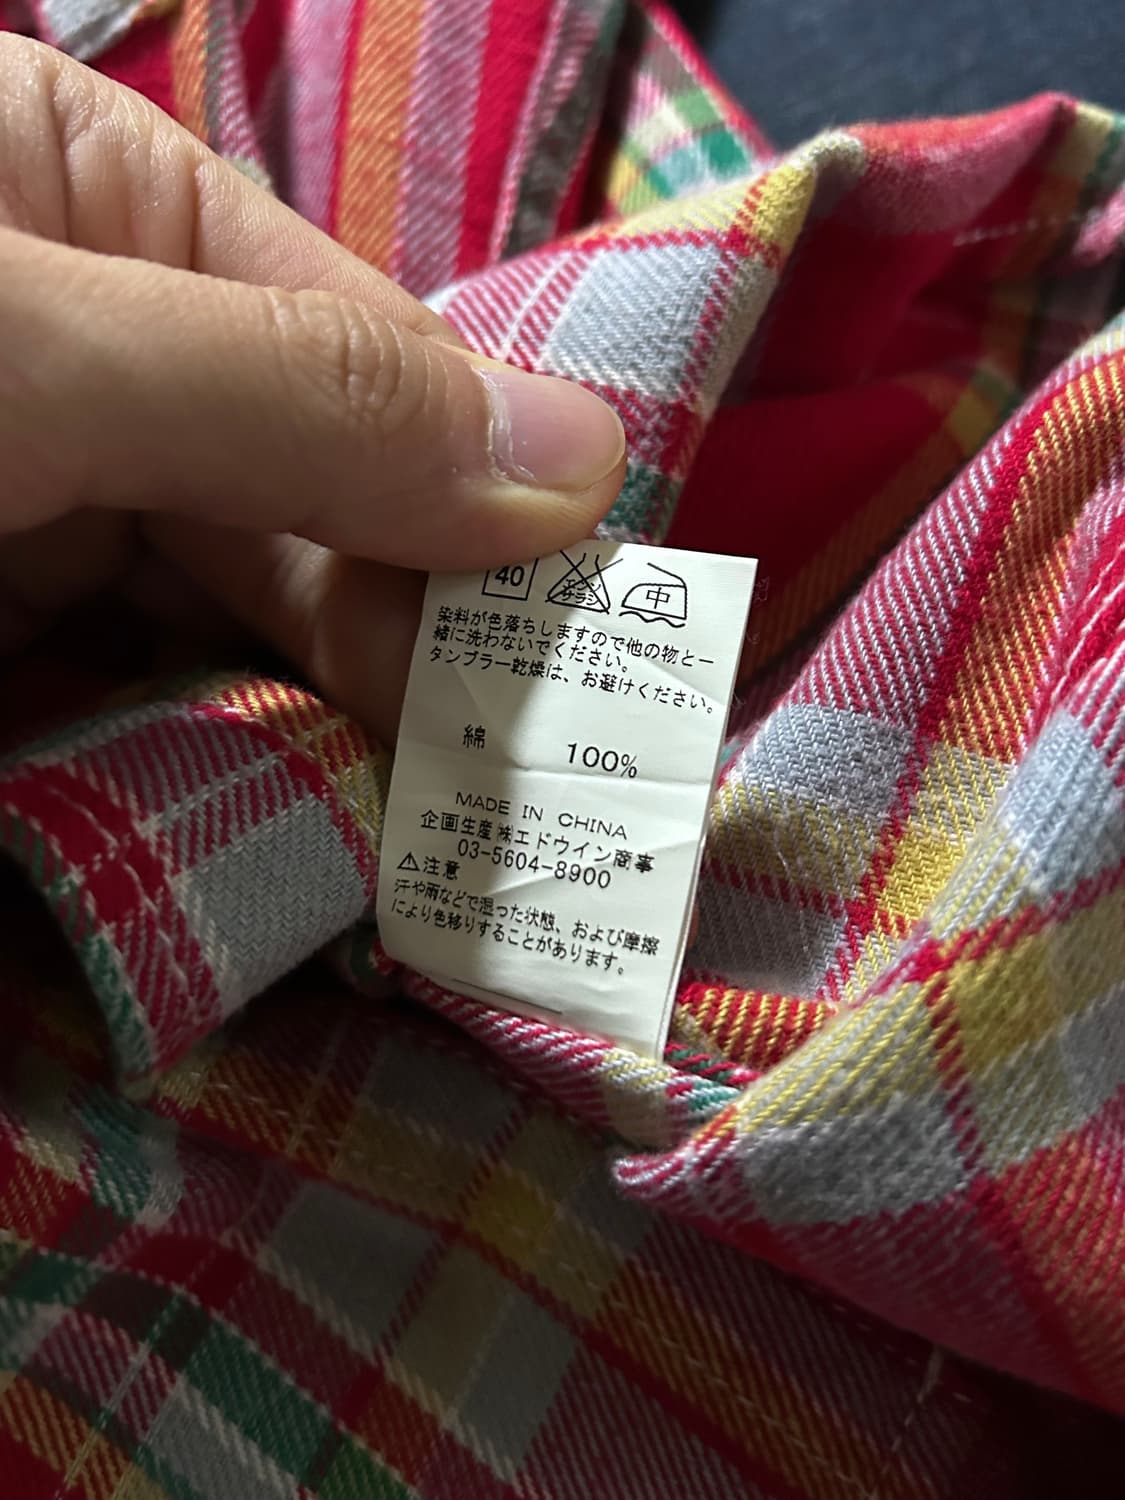 40
エンソ
サラシ
中
染料が色落ちしますので他の物と一
緒に洗わないでください。
タンブラー乾燥は、お避けください。
綿 100%
MADE IN CHINA
企画生産㈱エドウイン商事
03-5604-8900
⚠注意
汗や雨などで湿った状態、および摩擦
により色移りすることがあります。